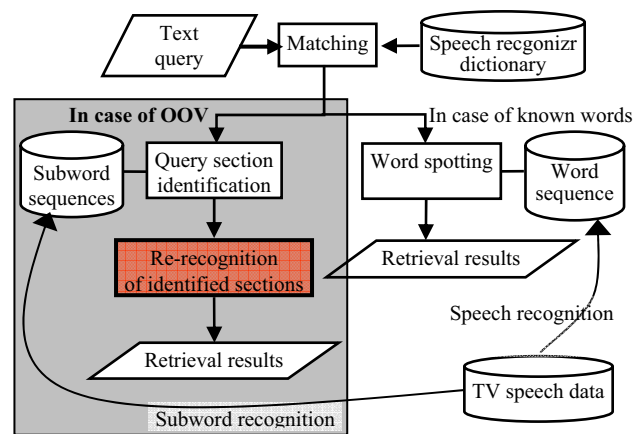 Text
query
Matching
Speech recgonizr
dictionary
In case of OOV
In case of known words
Subword
sequences
Query section
identification
Word spotting
Word
sequence
Re-recognition
of identified sections
Retrieval results
Speech recognition
Retrieval results
TV speech data
Subword recognition